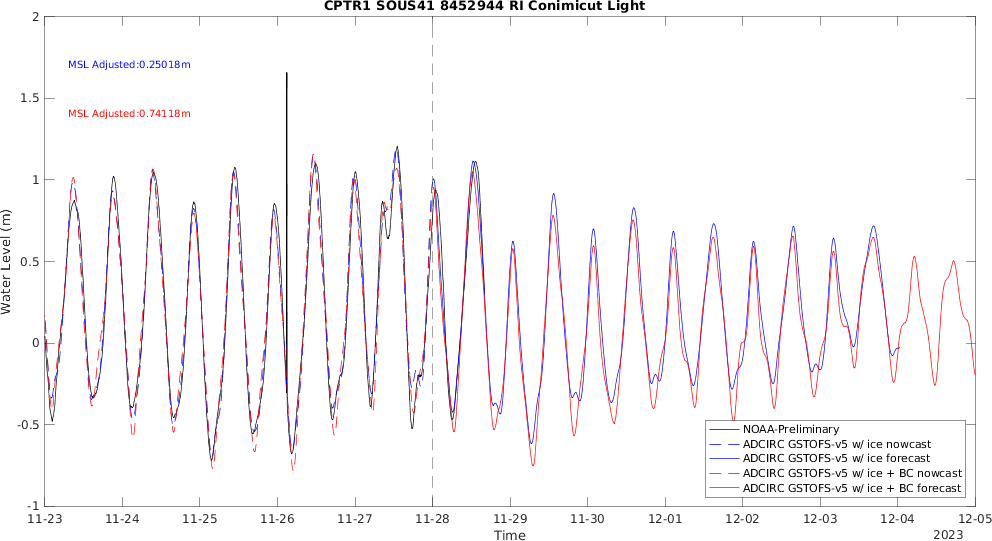 CPTR1 SOUS41 8452944 RI Conimicut Light
2
1.5
1
0.5
0
-0.5
-1
Water Level (m)
MSL Adjusted:0.25018m
MSL Adjusted:0.74118m
NOAA-Preliminary
ADCIRC GSTOFS-v5 w/ ice nowcast
ADCIRC GSTOFS-v5 w/ ice forecast
ADCIRC GSTOFS-v5 w/ ice + BC nowcast
ADCIRC GSTOFS-v5 w/ ice + BC forecast
11-23 11-24 11-25 11-26 11-27 11-28 11-29 11-30 12-01 12-02 12-03 12-04 12-05
Time
2023